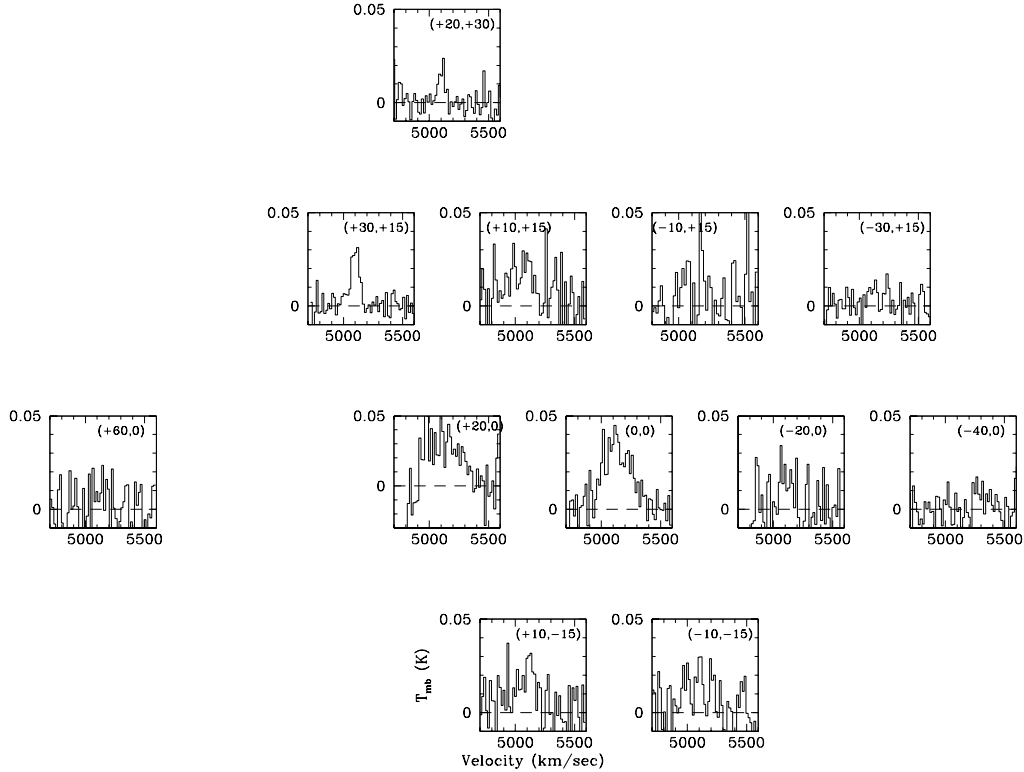 0.05
(+20,+30)
0
5000 5500
0.05 0.05 0.05 0.05
(+30,+15) (+10,+15) (−10,+15) (−30,+15)
0 0 0 0
5000 5500 5000 5500 5000 5500 5000 5500
0.05 0.05 0.05 0.05 0.05
(+60,0) (+20,0) (0,0) (−20,0) (−40,0)
0 0 0 0 0
5000 5500 5000 5500 5000 5500 5000 5500 5000 5500
0.05 0.05
(+10,−15) (−10,−15)
T_mb (K)
0 0
5000 5500 5000 5500
Velocity (km/sec)